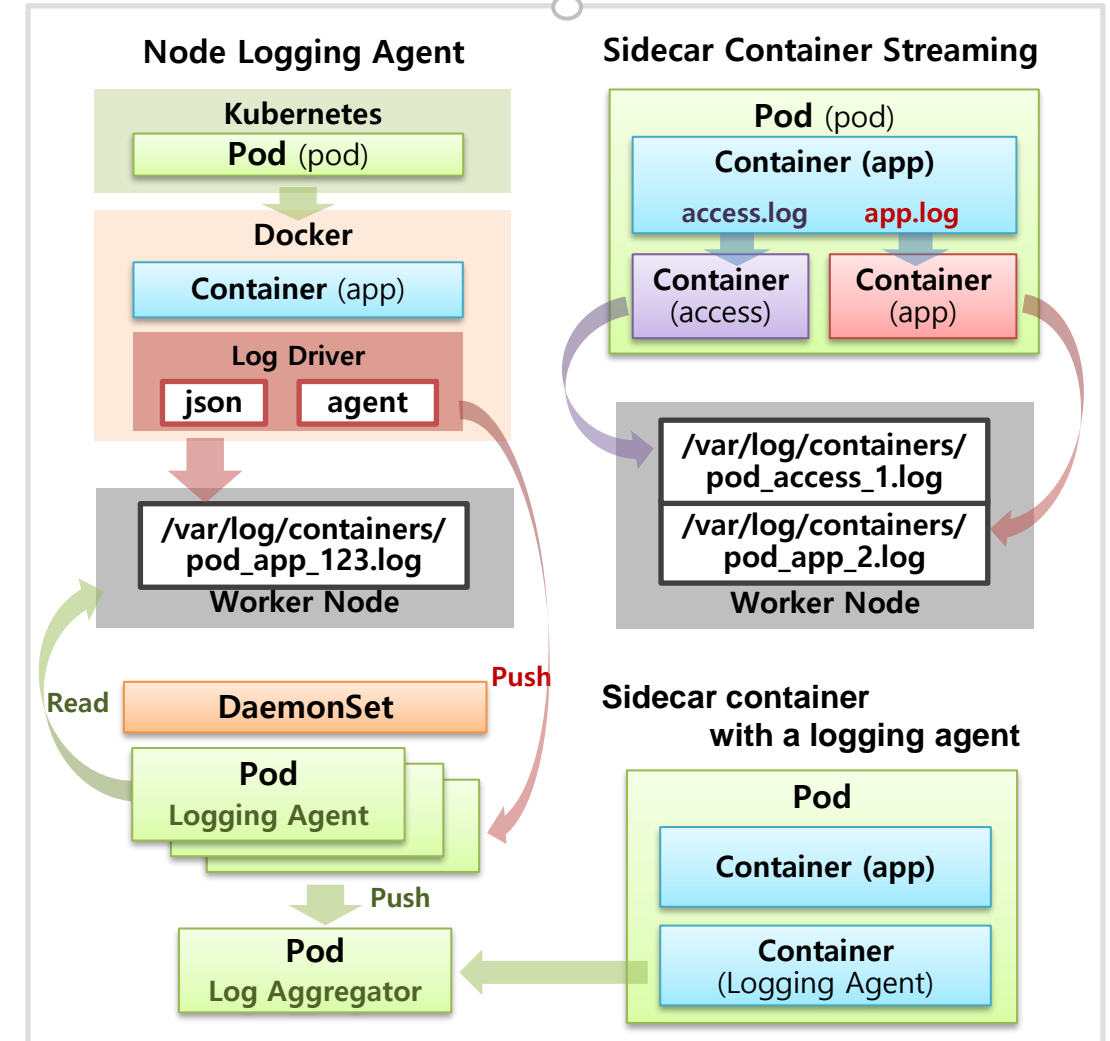 Node Logging Agent
Kubernetes
Pod (pod)
Docker
Container (app)
Log Driver
json
agent
/var/log/containers/
pod_app_123.log
Worker Node
Read
Push
DaemonSet
Pod
Logging Agent
Push
Pod
Log Aggregator
Sidecar Container Streaming
Pod (pod)
Container (app)
access.log
app.log
Container
(access)
Container
(app)
/var/log/containers/
pod_access_1.log
/var/log/containers/
pod_app_2.log
Worker Node
Sidecar container
with a logging agent
Pod
Container (app)
Container
(Logging Agent)